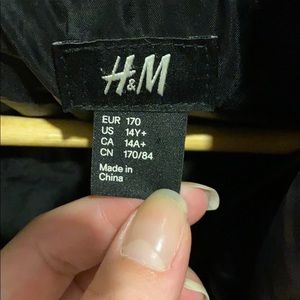 H&M
EUR 170
US 14Y+
CA 14A+
CN 170/84
Made in
China